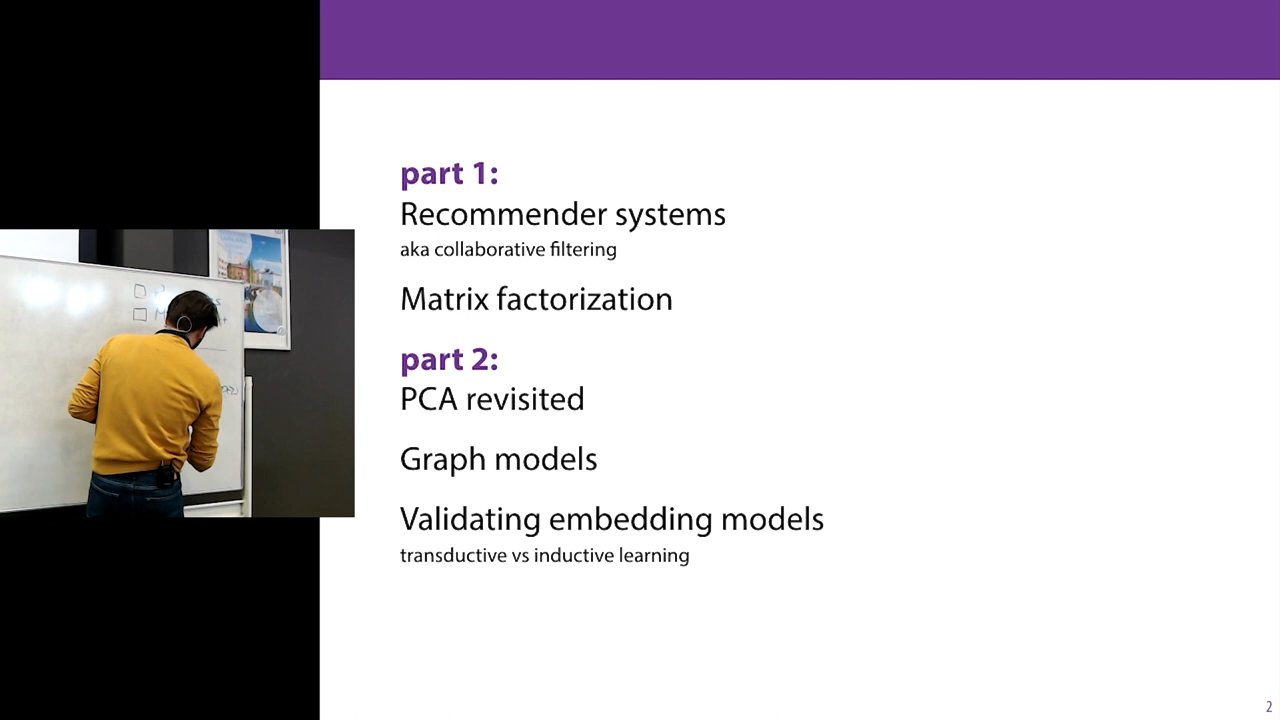 part 1:
Recommender systems
aka collaborative filtering
Matrix factorization
part 2:
PCA revisited
Graph models
Validating embedding models
transductive vs inductive learning
2